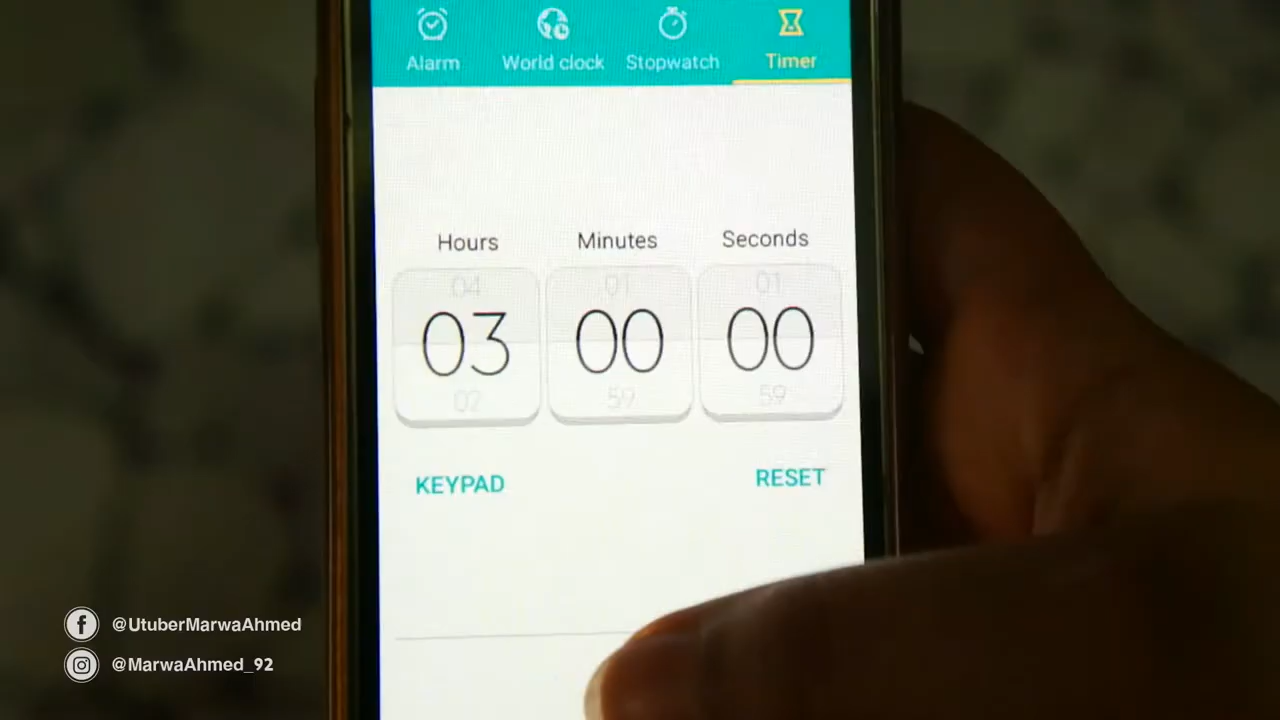 Alarm World clock Stopwatch Timer
Hours Minutes Seconds
04 01 01
03 00 00
02 59 59
KEYPAD RESET
@UtuberMarwaAhmed
@MarwaAhmed_92